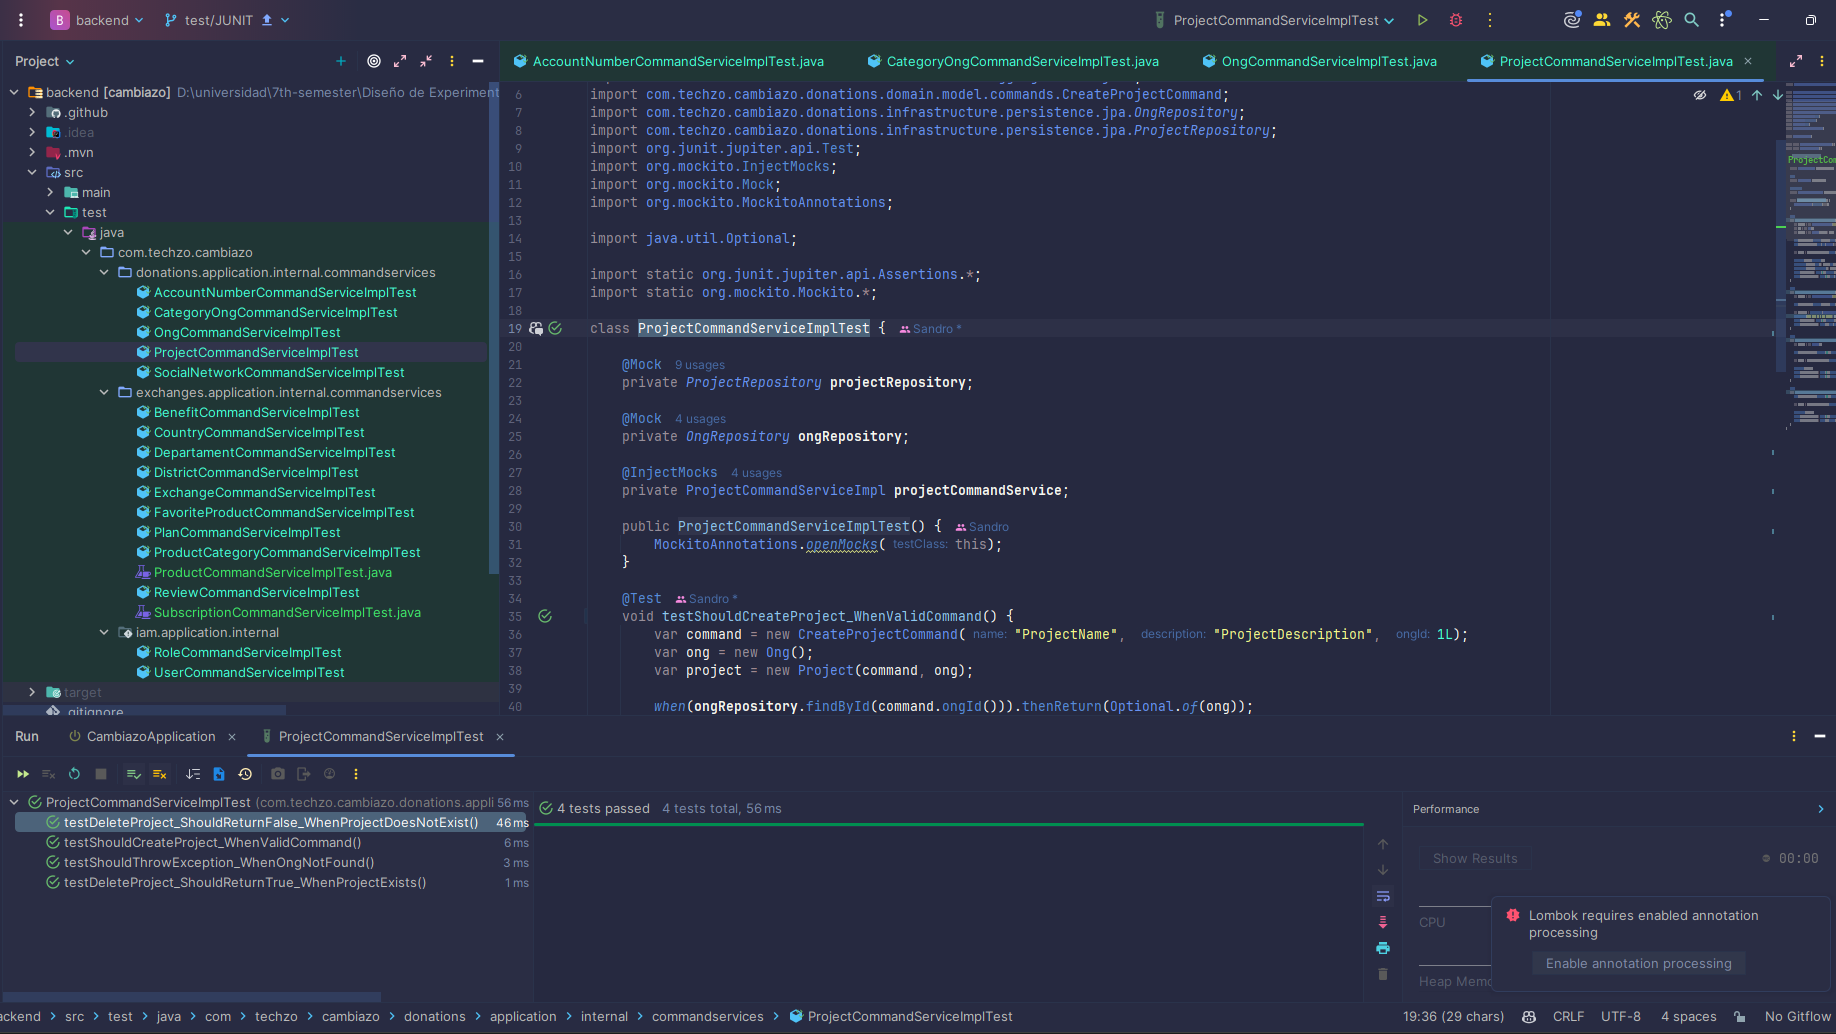 B backend test/JUNIT ProjectCommandServiceImplTest
Project
AccountNumberCommandServiceImplTest.java CategoryOngCommandServiceImplTest.java OngCommandServiceImplTest.java ProjectCommandServiceImplTest.java
backend [cambiazo] D:\universidad\7th-semester\Diseño de Experiment
.github
.idea
.mvn
src
main
test
java
com.techzo.cambiazo
donations.application.internal.commandservices
AccountNumberCommandServiceImplTest
CategoryOngCommandServiceImplTest
OngCommandServiceImplTest
ProjectCommandServiceImplTest
SocialNetworkCommandServiceImplTest
exchanges.application.internal.commandservices
BenefitCommandServiceImplTest
CountryCommandServiceImplTest
DepartamentCommandServiceImplTest
DistrictCommandServiceImplTest
ExchangeCommandServiceImplTest
FavoriteProductCommandServiceImplTest
PlanCommandServiceImplTest
ProductCategoryCommandServiceImplTest
ProductCommandServiceImplTest.java
ReviewCommandServiceImplTest
SubscriptionCommandServiceImplTest.java
iam.application.internal
RoleCommandServiceImplTest
UserCommandServiceImplTest
target
.gitignore
6 import com.techzo.cambiazo.donations.domain.model.commands.CreateProjectCommand;
7 import com.techzo.cambiazo.donations.infrastructure.persistence.jpa.OngRepository;
8 import com.techzo.cambiazo.donations.infrastructure.persistence.jpa.ProjectRepository;
9 import org.junit.jupiter.api.Test;
10 import org.mockito.InjectMocks;
11 import org.mockito.Mock;
12 import org.mockito.MockitoAnnotations;
13
14 import java.util.Optional;
15
16 import static org.junit.jupiter.api.Assertions.*;
17 import static org.mockito.Mockito.*;
18
19 class ProjectCommandServiceImplTest { Sandro *
20
21 @Mock 9 usages
22 private ProjectRepository projectRepository;
23
24 @Mock 4 usages
25 private OngRepository ongRepository;
26
27 @InjectMocks 4 usages
28 private ProjectCommandServiceImpl projectCommandService;
29
30 public ProjectCommandServiceImplTest() { Sandro
31 MockitoAnnotations.openMocks( testClass: this);
32 }
33
34 @Test Sandro *
35 void testShouldCreateProject_WhenValidCommand() {
36 var command = new CreateProjectCommand( name: "ProjectName", description: "ProjectDescription", ongId: 1L);
37 var ong = new Ong();
38 var project = new Project(command, ong);
39
40 when(ongRepository.findById(command.ongId())).thenReturn(Optional.of(ong));
1
ProjectCom
Run CambiazoApplication ProjectCommandServiceImplTest
ProjectCommandServiceImplTest (com.techzo.cambiazo.donations.appli 56 ms
testDeleteProject_ShouldReturnFalse_WhenProjectDoesNotExist() 46 ms
testShouldCreateProject_WhenValidCommand() 6 ms
testShouldThrowException_WhenOngNotFound() 3 ms
testDeleteProject_ShouldReturnTrue_WhenProjectExists() 1 ms
4 tests passed 4 tests total, 56 ms
Performance
Show Results 00:00
CPU
Heap Memo
Lombok requires enabled annotation
processing
Enable annotation processing
ackend > src > test > java > com > techzo > cambiazo > donations > application > internal > commandservices > ProjectCommandServiceImplTest
19:36 (29 chars) CRLF UTF-8 4 spaces No Gitflow